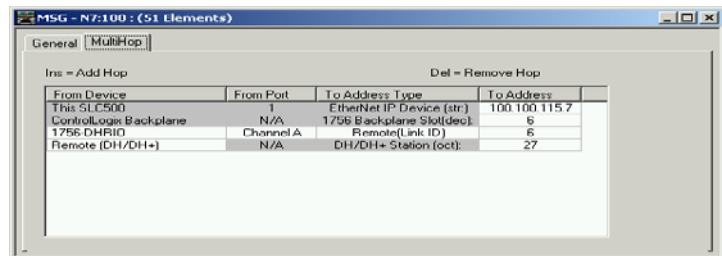 MSG - N7:100 : (51 Elements)
General MultiHop
Ins = Add Hop Del = Remove Hop
From Device From Port To Address Type To Address
This SLC500 1 EtherNet IP Device (str:) 100.100.115.7
ControlLogix Backplane N/A 1756 Backplane Slot(dec): 6
1756-DHRIO Channel A Remote(Link ID) 6
Remote (DH/DH+) N/A DH/DH+ Station (oct): 27